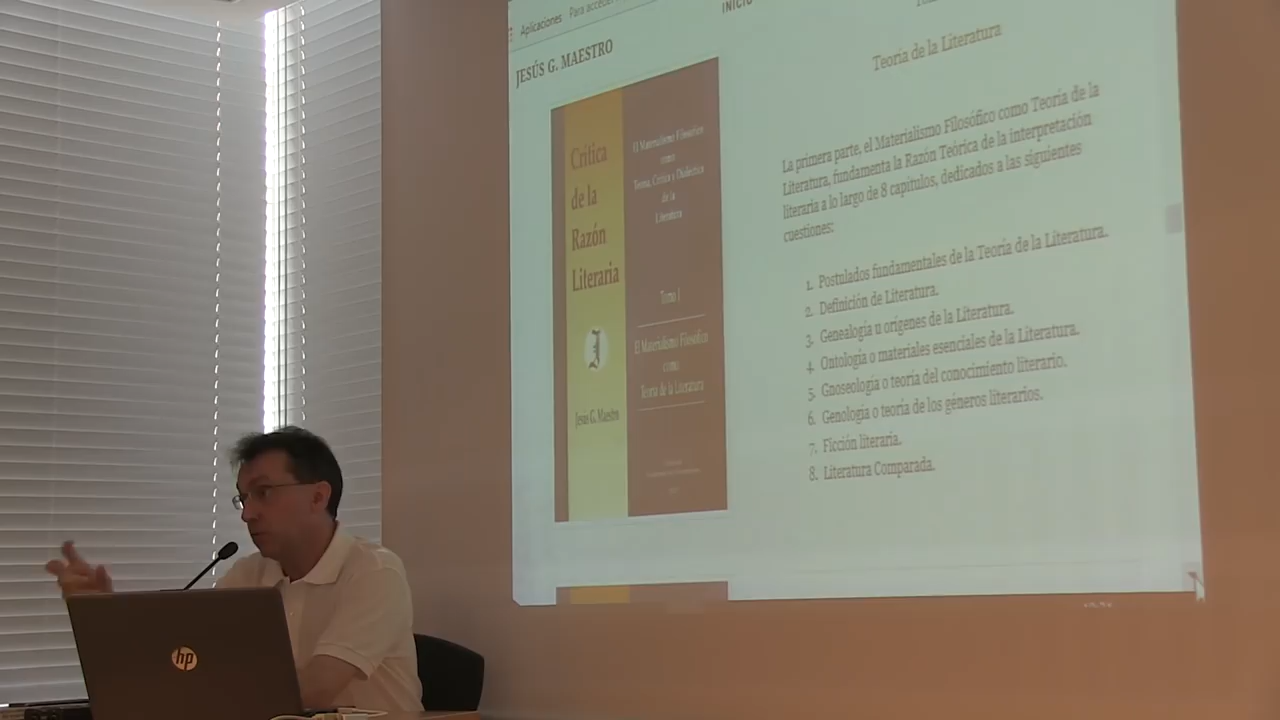 Aplicaciones
Para acceder
INICIO
JESÚS G. MAESTRO
Crítica
de la
Razón
Literaria
Jesús G. Maestro
El Materialismo Filosófico
como
Teoría, Crítica y Dialéctica
de la
Literatura
Tomo I
El Materialismo Filosófico
como
Teoría de la Literatura
Teoría de la Literatura
La primera parte, el Materialismo Filosófico como Teoría de la
Literatura, fundamenta la Razón Teórica de la interpretación
literaria a lo largo de 8 capítulos, dedicados a las siguientes
cuestiones:
1. Postulados fundamentales de la Teoría de la Literatura.
2. Definición de Literatura.
3. Genealogía u orígenes de la Literatura.
4. Ontología o materiales esenciales de la Literatura.
5. Gnoseología o teoría del conocimiento literario.
6. Genología o teoría de los géneros literarios.
7. Ficción literaria.
8. Literatura Comparada.
hp